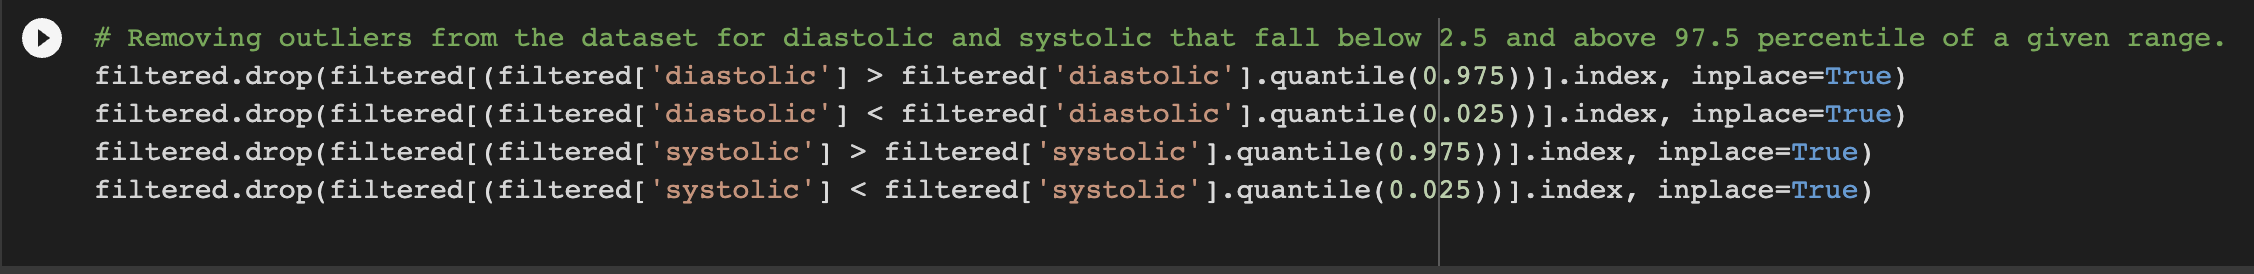 # Removing outliers from the dataset for diastolic and systolic that fall below 2.5 and above 97.5 percentile of a given range.
filtered.drop(filtered[(filtered['diastolic'] > filtered['diastolic'].quantile(0.975))].index, inplace=True)
filtered.drop(filtered[(filtered['diastolic'] < filtered['diastolic'].quantile(0.025))].index, inplace=True)
filtered.drop(filtered[(filtered['systolic'] > filtered['systolic'].quantile(0.975))].index, inplace=True)
filtered.drop(filtered[(filtered['systolic'] < filtered['systolic'].quantile(0.025))].index, inplace=True)